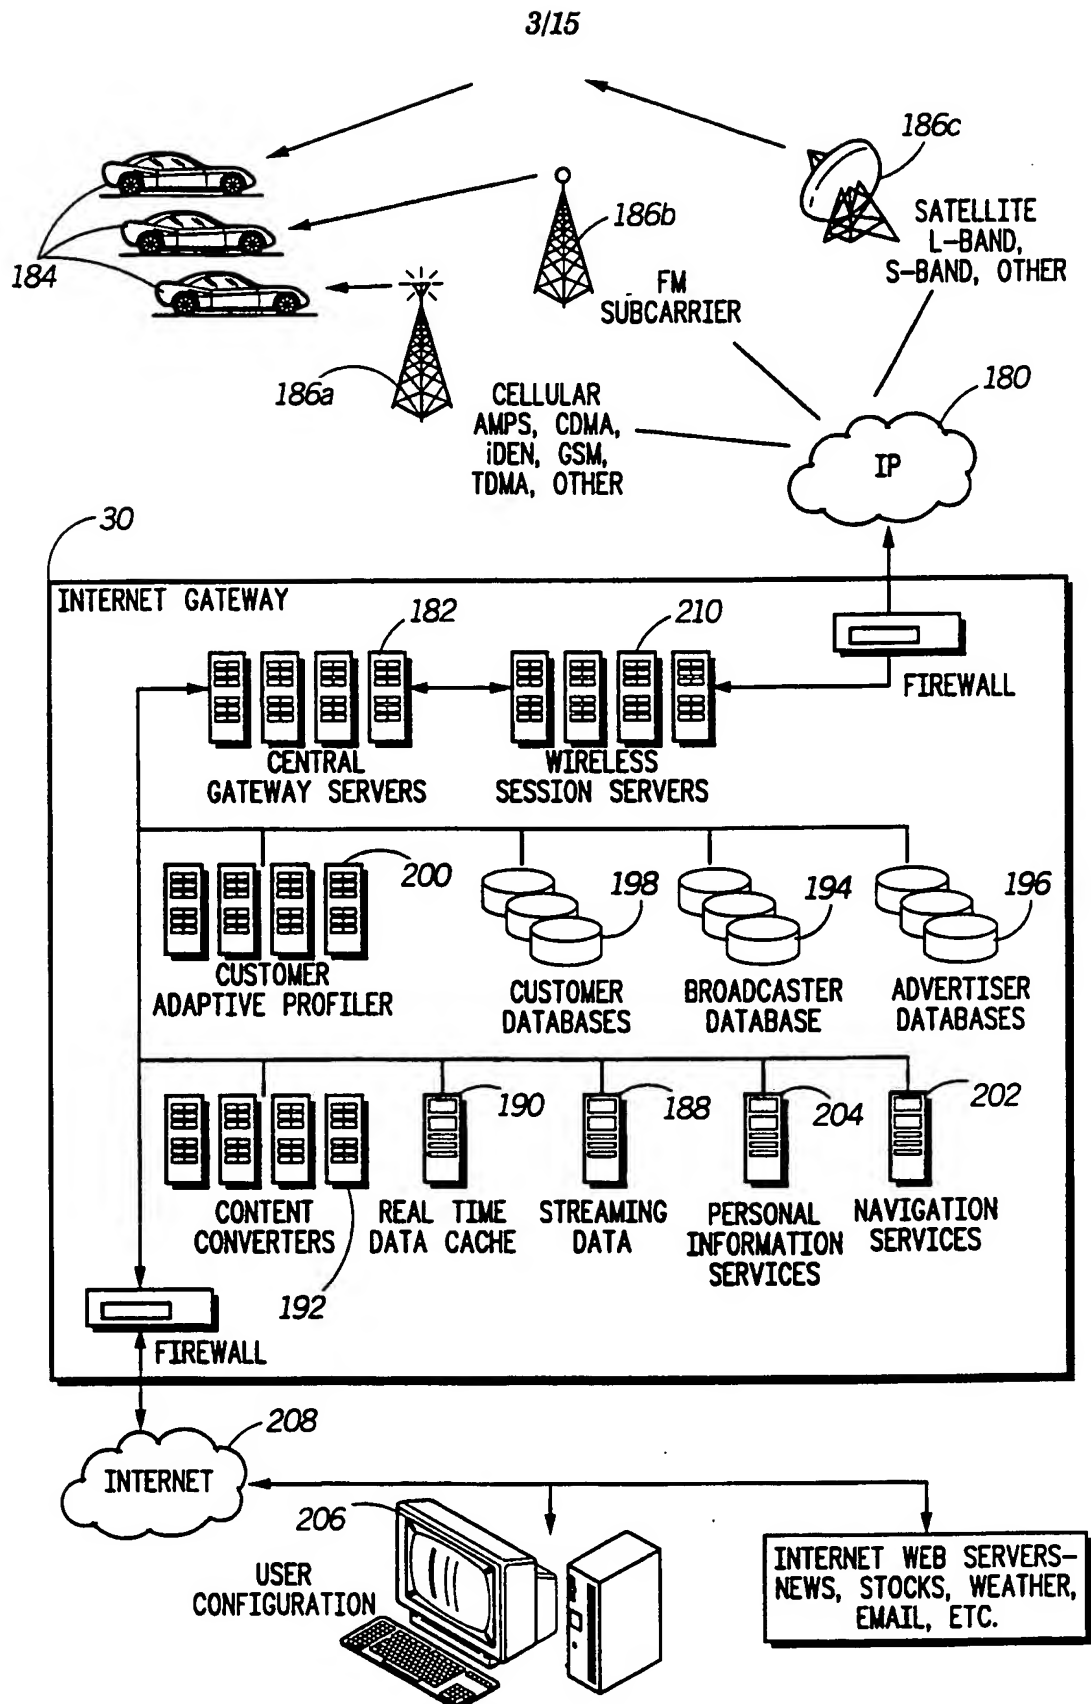 3/15
186c
SATELLITE
L-BAND,
S-BAND, OTHER
186b
FM
SUBCARRIER
184
186a
CELLULAR
AMPS, CDMA,
iDEN, GSM,
TDMA, OTHER
180
IP
30
INTERNET GATEWAY
182
210
FIREWALL
CENTRAL
GATEWAY SERVERS
WIRELESS
SESSION SERVERS
200
198
194
196
CUSTOMER
ADAPTIVE PROFILER
CUSTOMER
DATABASES
BROADCASTER
DATABASE
ADVERTISER
DATABASES
190
188
204
202
CONTENT
CONVERTERS
REAL TIME
DATA CACHE
STREAMING
DATA
PERSONAL
INFORMATION
SERVICES
NAVIGATION
SERVICES
192
FIREWALL
208
INTERNET
206
USER
CONFIGURATION
INTERNET WEB SERVERS-
NEWS, STOCKS, WEATHER,
EMAIL, ETC.